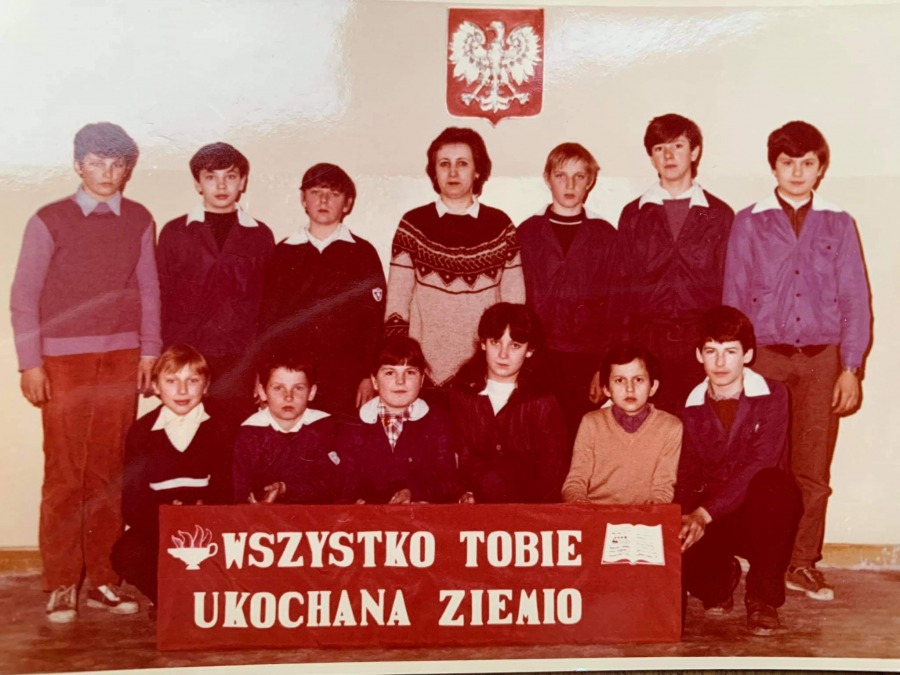 WSZYSTKO TOBIE
UKOCHANA ZIEMIO